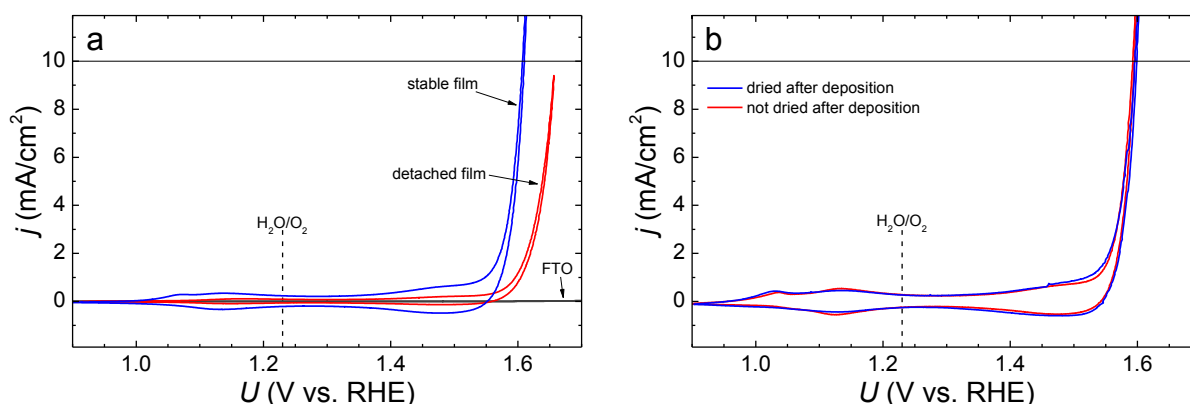 a
j (mA/cm²)
10
8
6
4
2
0
stable film
detached film
H₂O/O₂
FTO
1.0
1.2
1.4
1.6
U (V vs. RHE)
b
j (mA/cm²)
10
8
6
4
2
0
dried after deposition
not dried after deposition
H₂O/O₂
1.0
1.2
1.4
1.6
U (V vs. RHE)